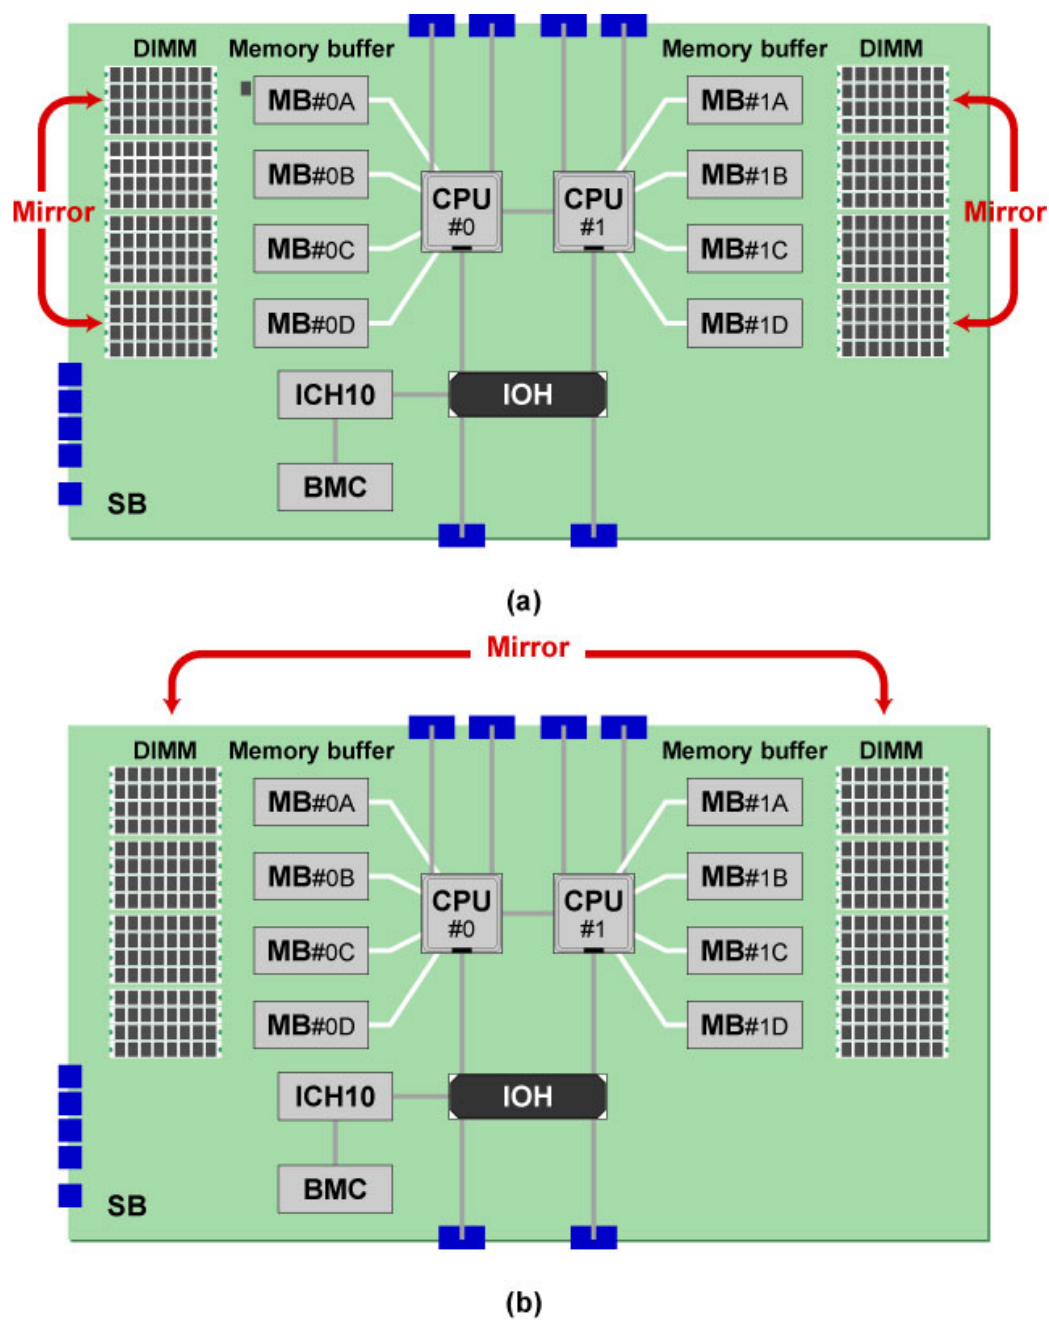 DIMM Memory buffer Memory buffer DIMM
MB#0A MB#1A
MB#0B MB#1B
CPU CPU
#0 #1
Mirror Mirror
MB#0C MB#1C
MB#0D MB#1D
ICH10 IOH
BMC
SB
(a)
Mirror
DIMM Memory buffer Memory buffer DIMM
MB#0A MB#1A
MB#0B MB#1B
CPU CPU
#0 #1
MB#0C MB#1C
MB#0D MB#1D
ICH10 IOH
BMC
SB
(b)